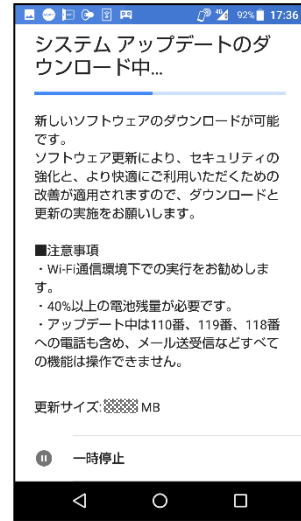 92% 17:36
システム アップデートのダ
ウンロード中...
新しいソフトウェアのダウンロードが可能
です。
ソフトウェア更新により、セキュリティの
強化と、より快適にご利用いただくための
改善が適用されますので、ダウンロードと
更新の実施をお願いします。
■注意事項
・Wi-Fi通信環境下での実行をお勧めしま
す。
・40%以上の電池残量が必要です。
・アップデート中は110番、119番、118番
への電話も含め、メール送受信などすべて
の機能は操作できません。
更新サイズ: MB
一時停止